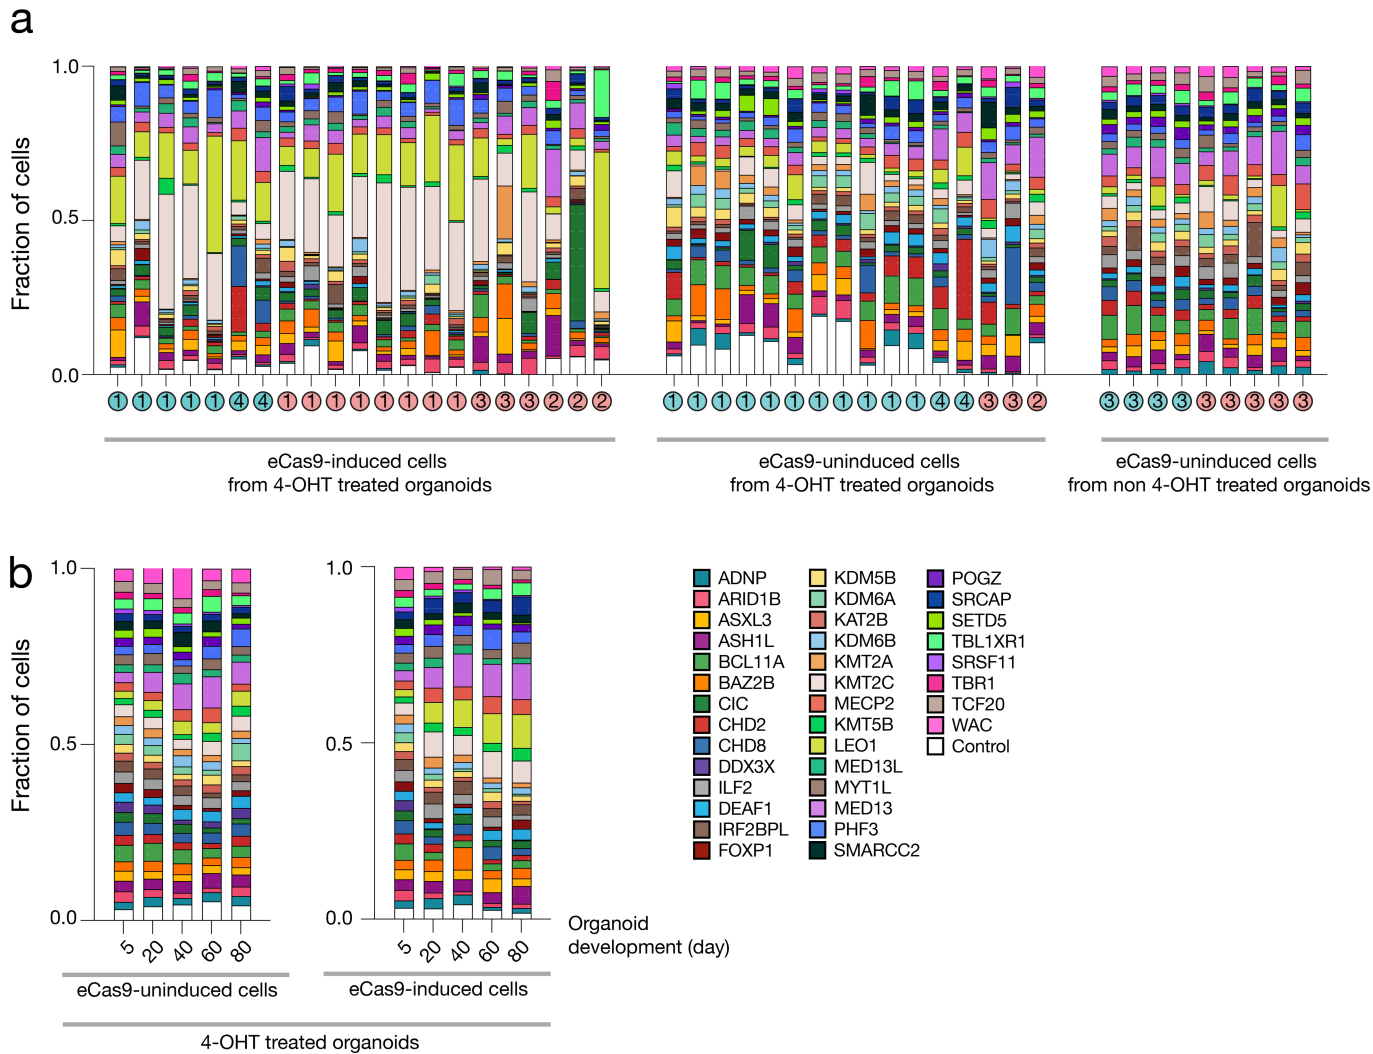 a
Fraction of cells
1.0
0.5
0.0
1 1 1 1 1 4 4 1 1 1 1 1 1 1 1 3 3 3 2 2 2
1 1 1 1 1 1 1 1 1 1 1 4 4 3 3 2
3 3 3 3 3 3 3 3 3
eCas9-induced cells
from 4-OHT treated organoids
eCas9-uninduced cells
from 4-OHT treated organoids
eCas9-uninduced cells
from non 4-OHT treated organoids
b
Fraction of cells
1.0
0.5
0.0
5 20 40 60 80
eCas9-uninduced cells
1.0
0.5
0.0
5 20 40 60 80
eCas9-induced cells
Organoid
development (day)
4-OHT treated organoids
ADNP
ARID1B
ASXL3
ASH1L
BCL11A
BAZ2B
CIC
CHD2
CHD8
DDX3X
ILF2
DEAF1
IRF2BPL
FOXP1
KDM5B
KDM6A
KAT2B
KDM6B
KMT2A
KMT2C
MECP2
KMT5B
LEO1
MED13L
MYT1L
MED13
PHF3
SMARCC2
POGZ
SRCAP
SETD5
TBL1XR1
SRSF11
TBR1
TCF20
WAC
Control